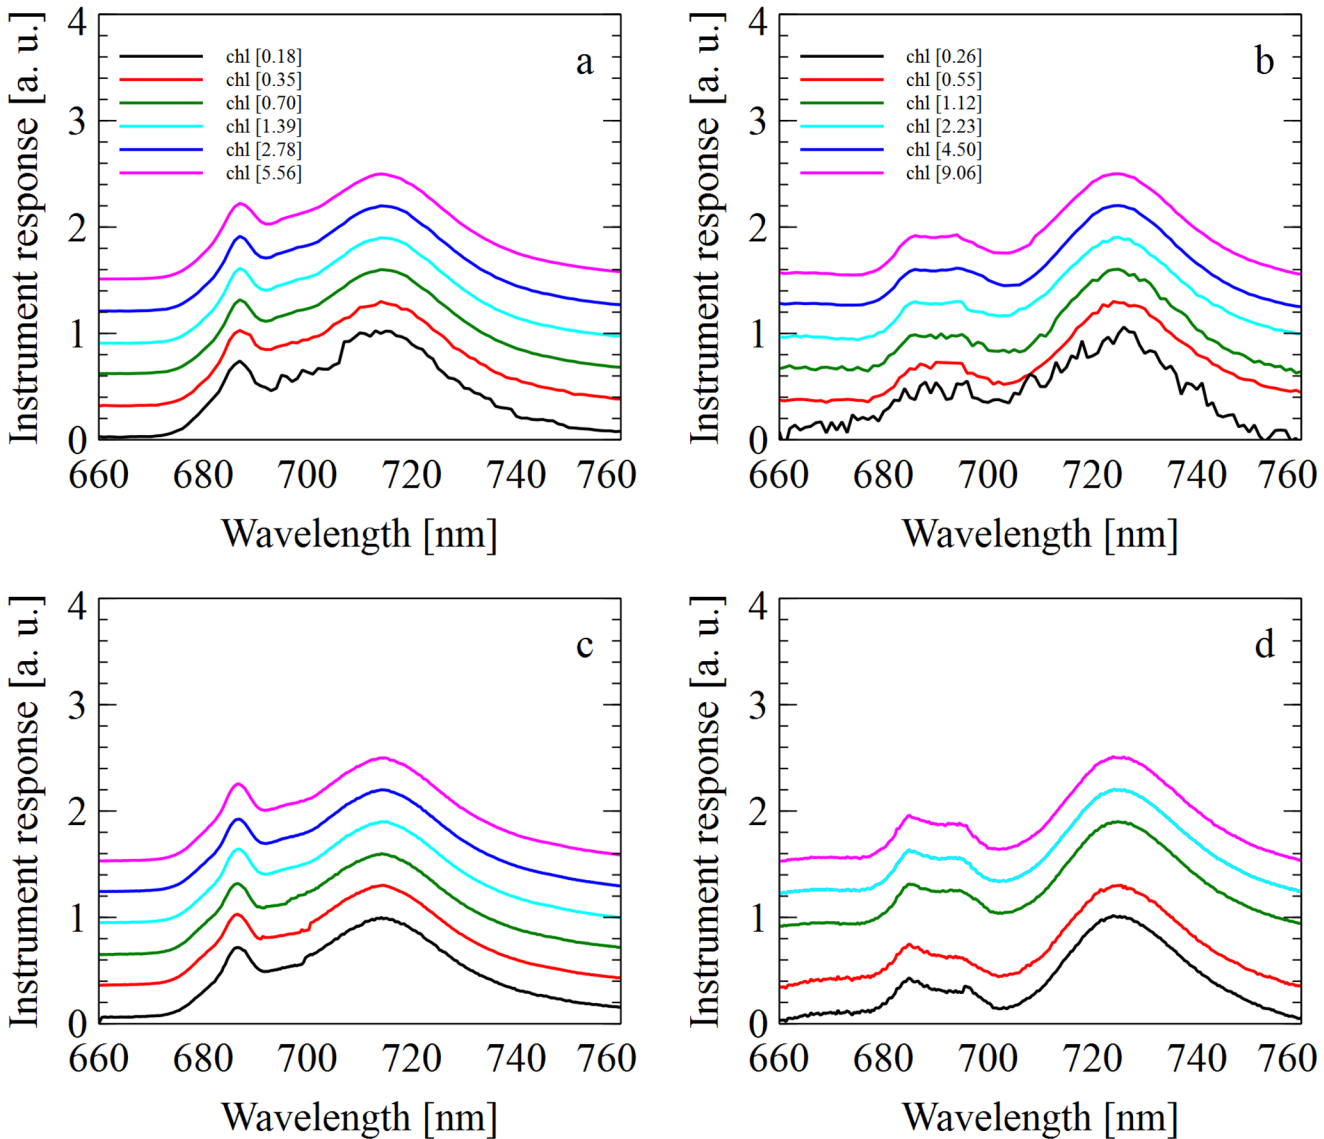 Instrument response [a. u.]
4
3
2
1
0
chl [0.18]
chl [0.35]
chl [0.70]
chl [1.39]
chl [2.78]
chl [5.56]
a
660 680 700 720 740 760
Wavelength [nm]
Instrument response [a. u.]
4
3
2
1
0
chl [0.26]
chl [0.55]
chl [1.12]
chl [2.23]
chl [4.50]
chl [9.06]
b
660 680 700 720 740 760
Wavelength [nm]
Instrument response [a. u.]
4
3
2
1
0
c
660 680 700 720 740 760
Wavelength [nm]
Instrument response [a. u.]
4
3
2
1
0
d
660 680 700 720 740 760
Wavelength [nm]